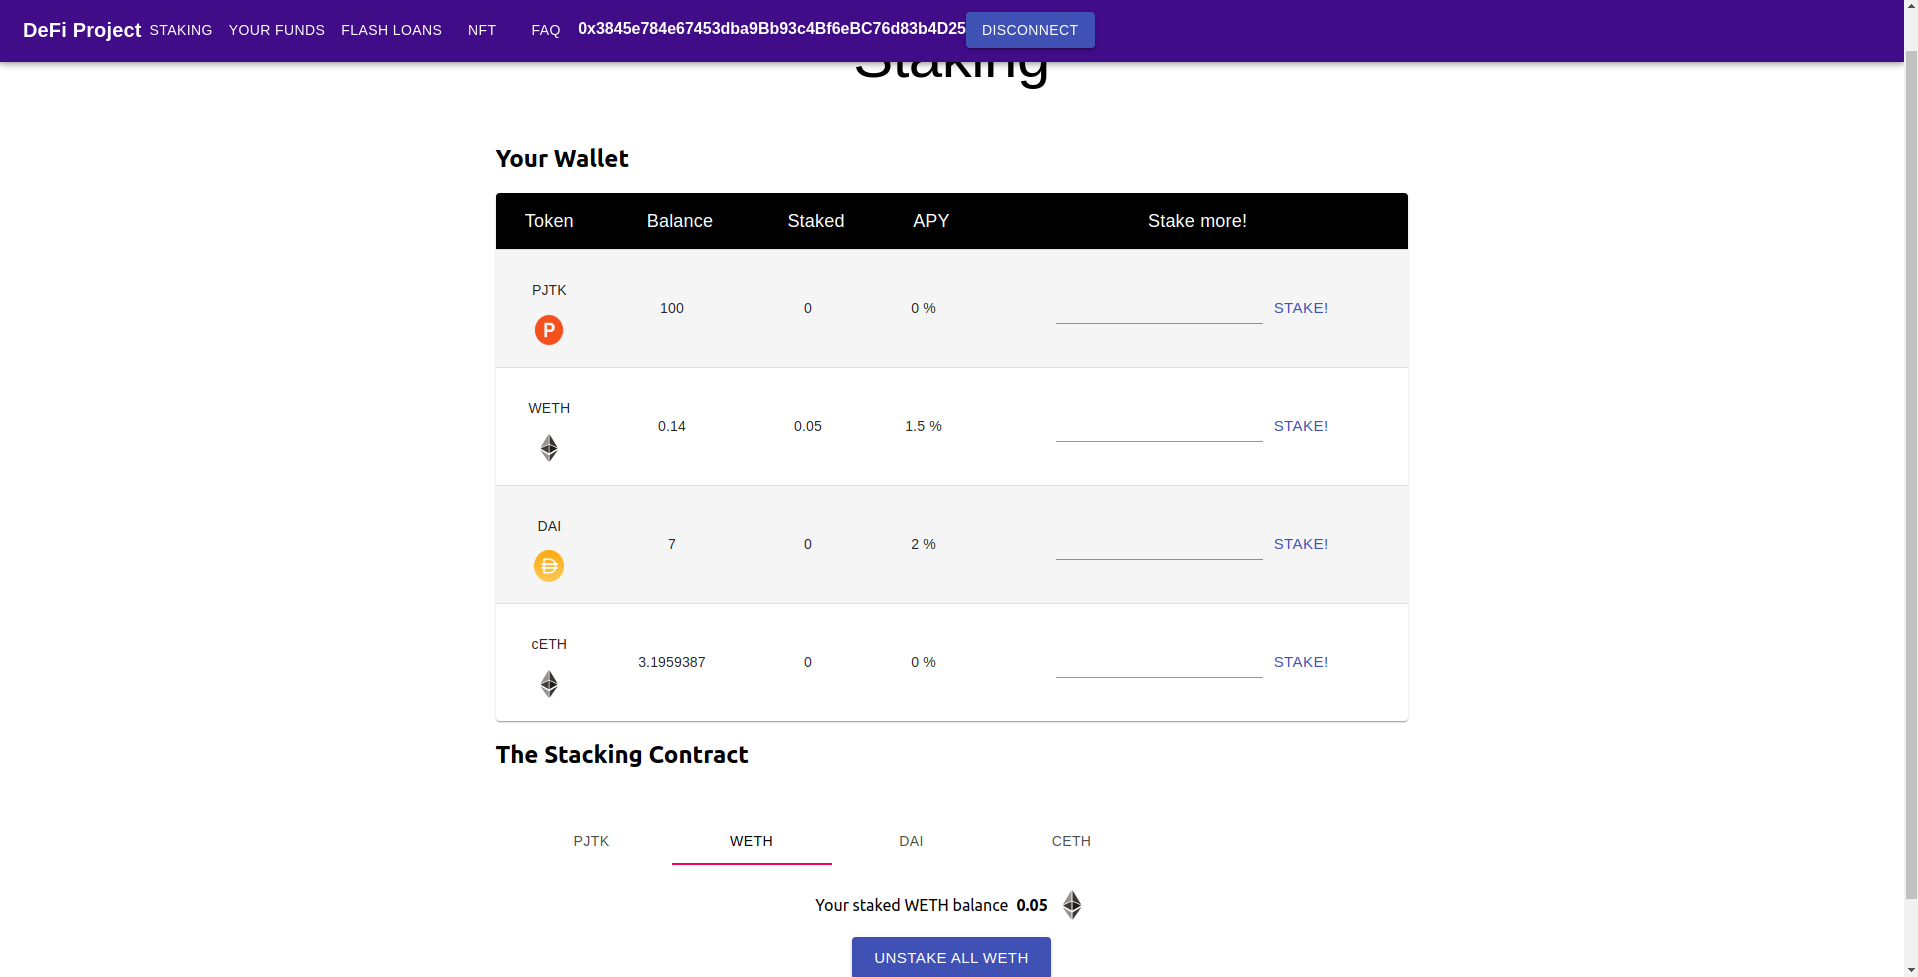 DeFi Project STAKING YOUR FUNDS FLASH LOANS NFT FAQ 0x3845e784e67453dba9Bb93c4Bf6eBC76d83b4D25 DISCONNECT
Staking
Your Wallet
Token Balance Staked APY Stake more!
PJTK
P
100 0 0 % STAKE!
WETH
0.14 0.05 1.5 % STAKE!
DAI
7 0 2 % STAKE!
cETH
3.1959387 0 0 % STAKE!
The Stacking Contract
PJTK WETH DAI CETH
Your staked WETH balance 0.05
UNSTAKE ALL WETH